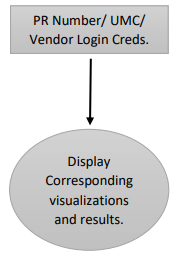 PR Number/ UMC/
Vendor Login Creds.
Display
Corresponding
visualizations
and results.